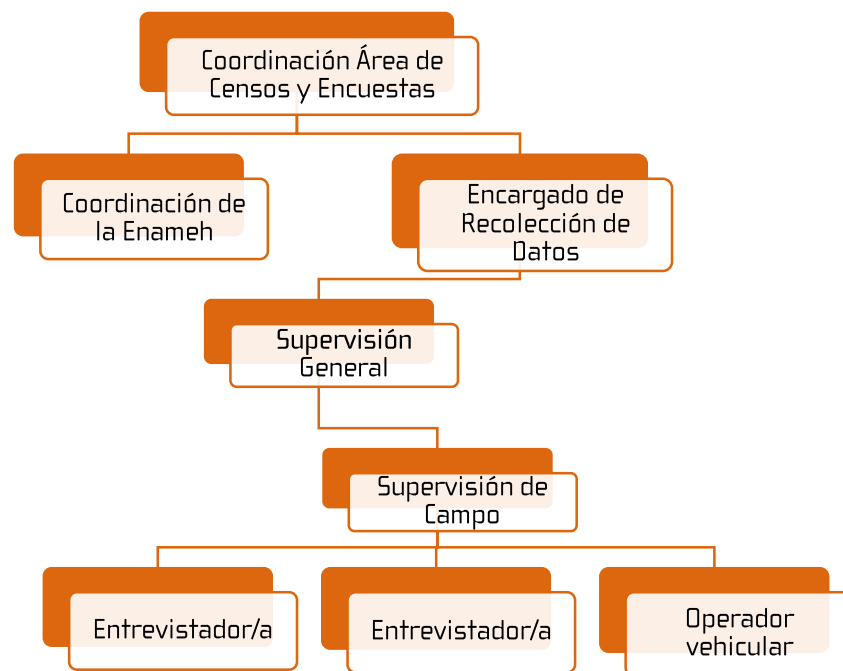 Coordinación Área de
Censos y Encuestas
Coordinación de
la Enameh
Encargado de
Recolección de
Datos
Supervisión
General
Supervisión de
Campo
Entrevistador/a
Entrevistador/a
Operador
vehicular